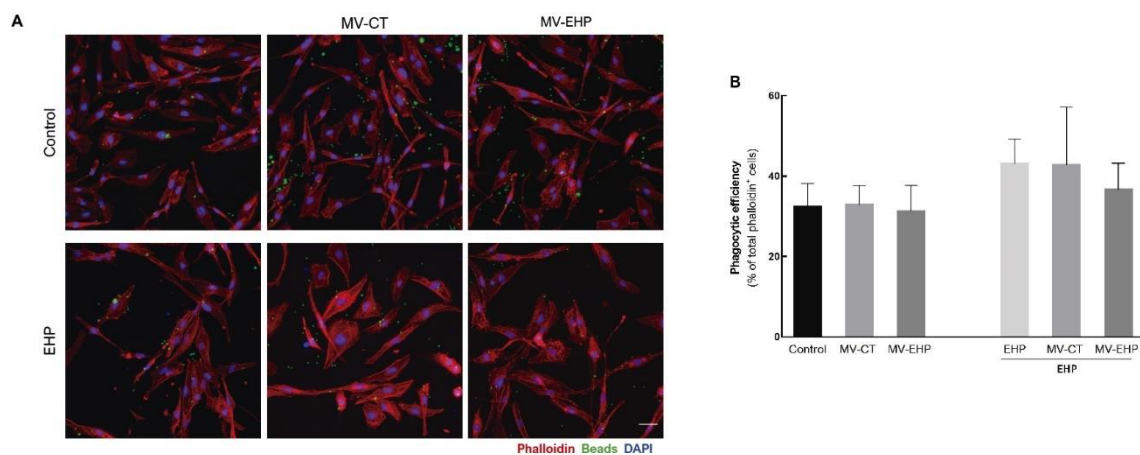 A
MV-CT
MV-EHP
Control
EHP
Phalloidin Beads DAPI
B
Phagocytic efficiency
(% of total phalloidin⁺ cells)
60
40
20
0
Control MV-CT MV-EHP EHP MV-CT MV-EHP
EHP